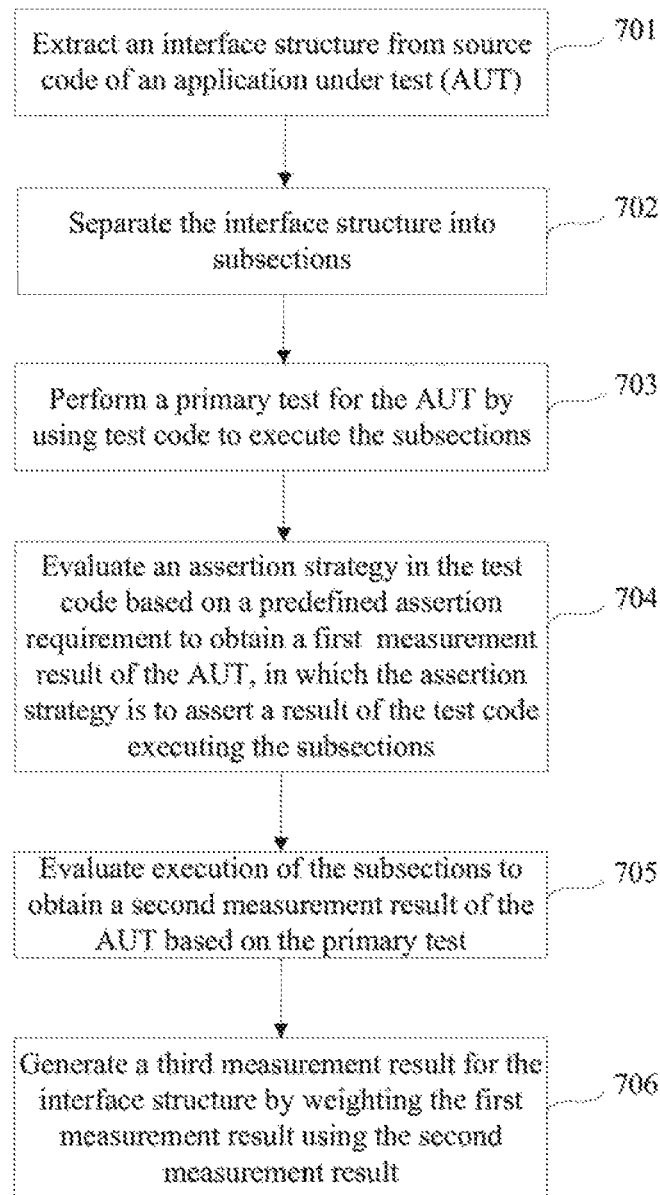 Extract an interface structure from source
code of an application under test (AUT)
701
Separate the interface structure into
subsections
702
Perform a primary test for the AUT by
using test code to execute the subsections
703
Evaluate an assertion strategy in the test
code based on a predefined assertion
requirement to obtain a first measurement
result of the AUT, in which the assertion
strategy is to assert a result of the test code
executing the subsections
704
Evaluate execution of the subsections to
obtain a second measurement result of the
AUT based on the primary test
705
Generate a third measurement result for the
interface structure by weighting the first
measurement result using the second
measurement result
706